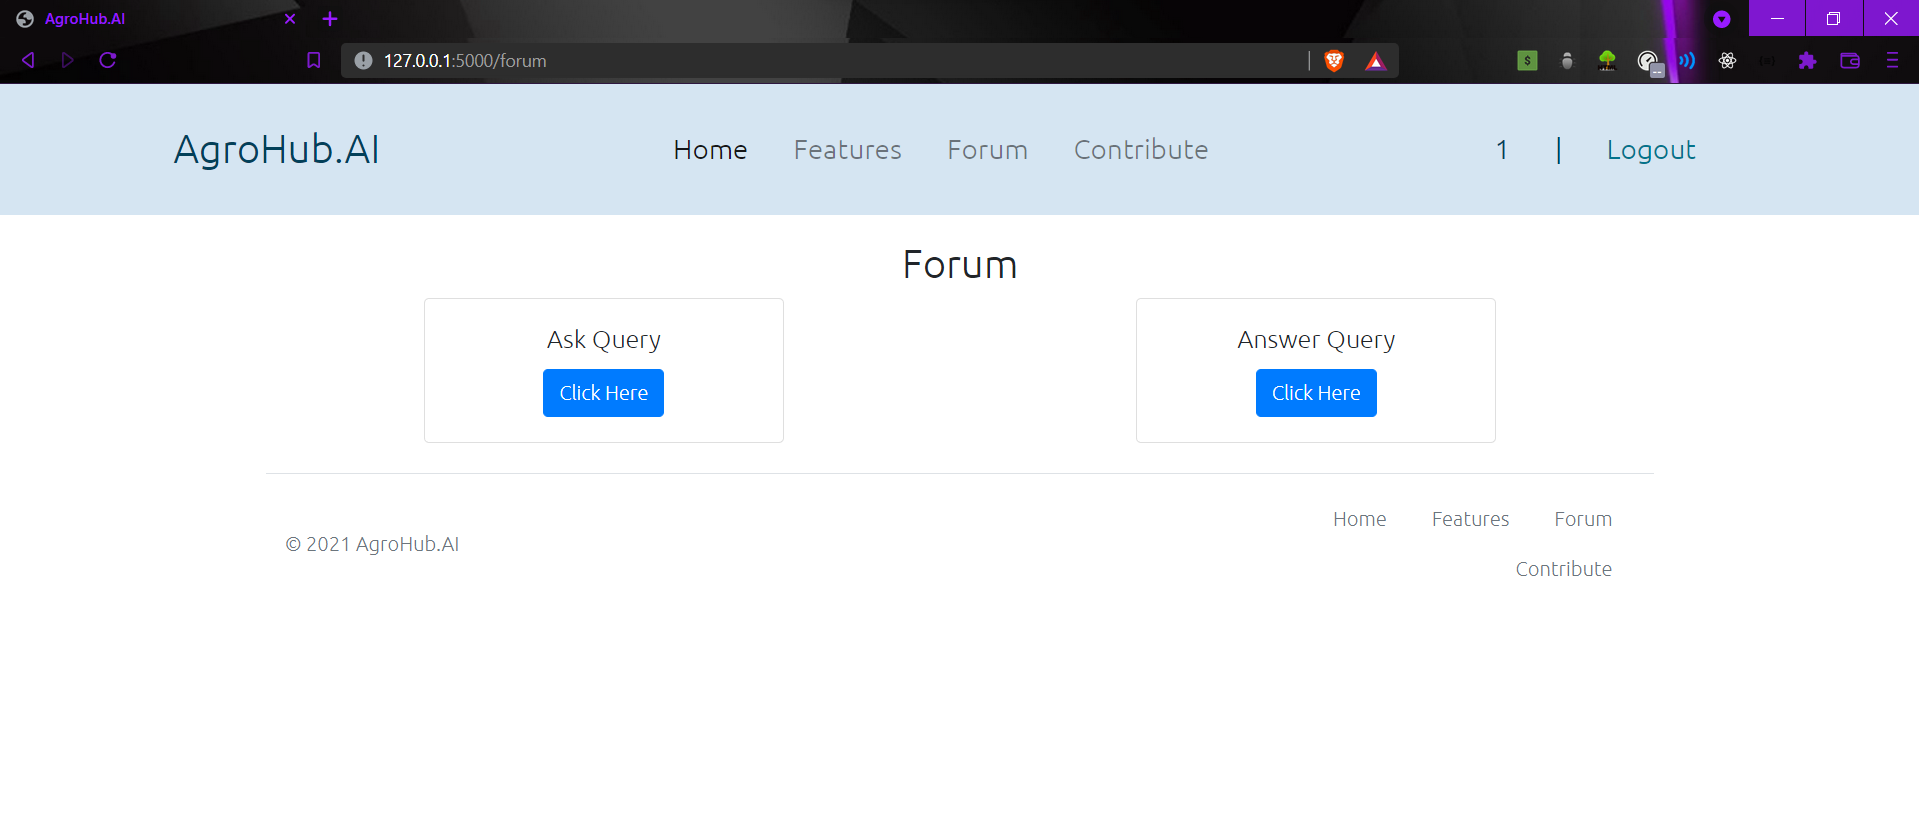 AgroHub.AI
127.0.0.1:5000/forum
AgroHub.AI Home Features Forum Contribute 1 | Logout
Forum
Ask Query
Click Here
Answer Query
Click Here
© 2021 AgroHub.AI
Home Features Forum
Contribute